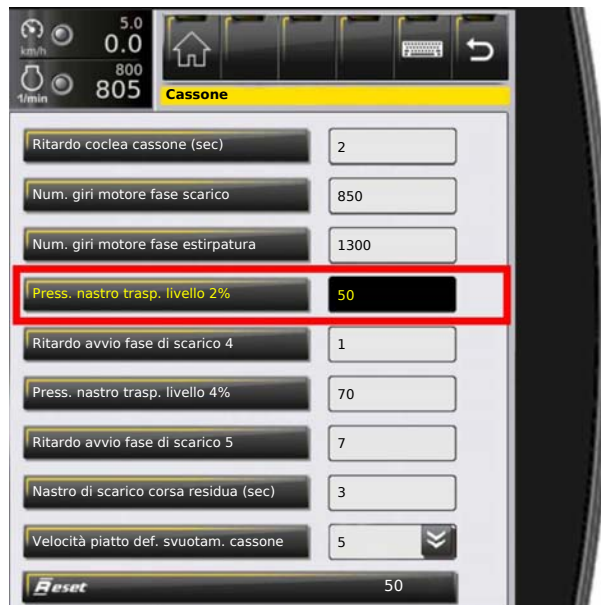 km/h
5.0
0.0
1/min
800
805
Cassone
Ritardo coclea cassone (sec) 2
Num. giri motore fase scarico 850
Num. giri motore fase estirpatura 1300
Press. nastro trasp. livello 2% 50
Ritardo avvio fase di scarico 4 1
Press. nastro trasp. livello 4% 70
Ritardo avvio fase di scarico 5 7
Nastro di scarico corsa residua (sec) 3
Velocità piatto def. svuotam. cassone 5
Reset 50